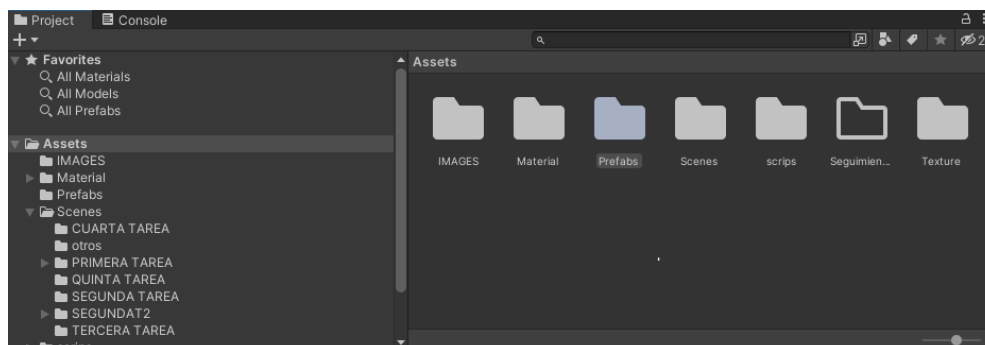 Project Console
2
Favorites
All Materials
All Models
All Prefabs
Assets
IMAGES
Material
Prefabs
Scenes
CUARTA TAREA
otros
PRIMERA TAREA
QUINTA TAREA
SEGUNDA TAREA
SEGUNDAT2
TERCERA TAREA
Assets
IMAGES Material Prefabs Scenes scrips Seguimien... Texture